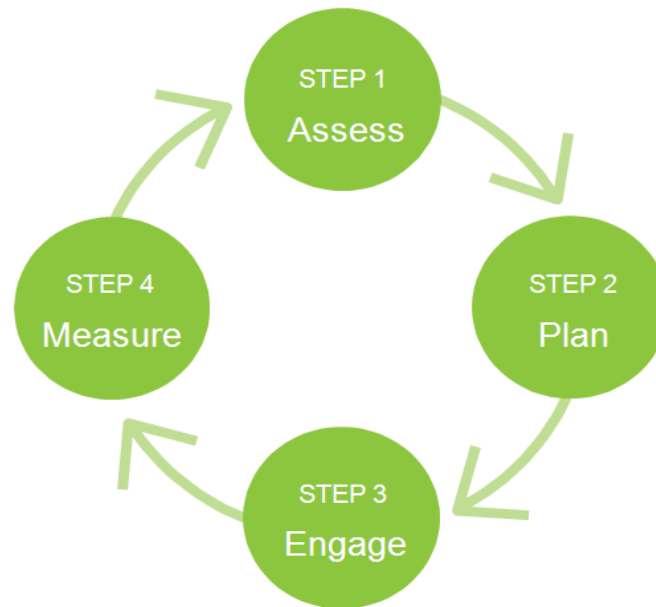 STEP 1
Assess
STEP 2
Plan
STEP 3
Engage
STEP 4
Measure